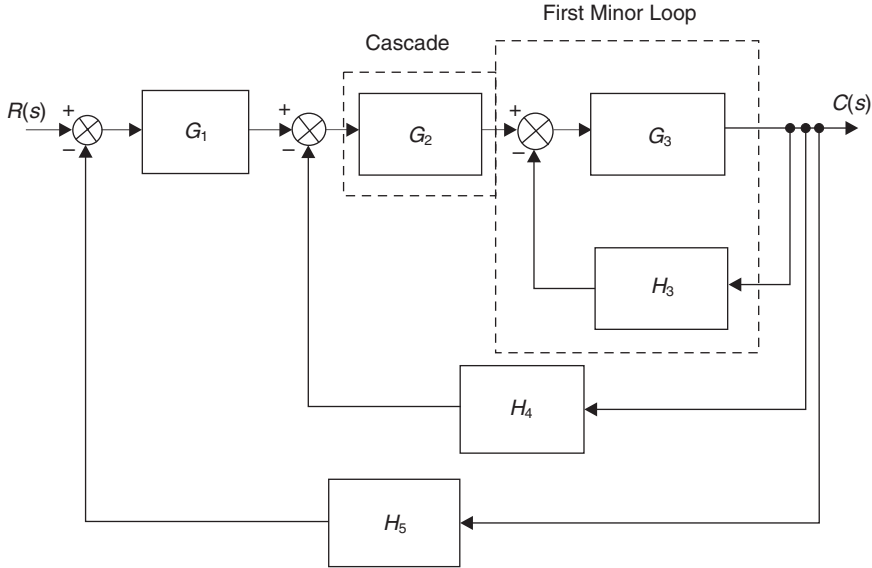 First Minor Loop
Cascade
R(s)
+
−
G₁
+
−
G₂
+
−
G₃
C(s)
H₃
H₄
H₅